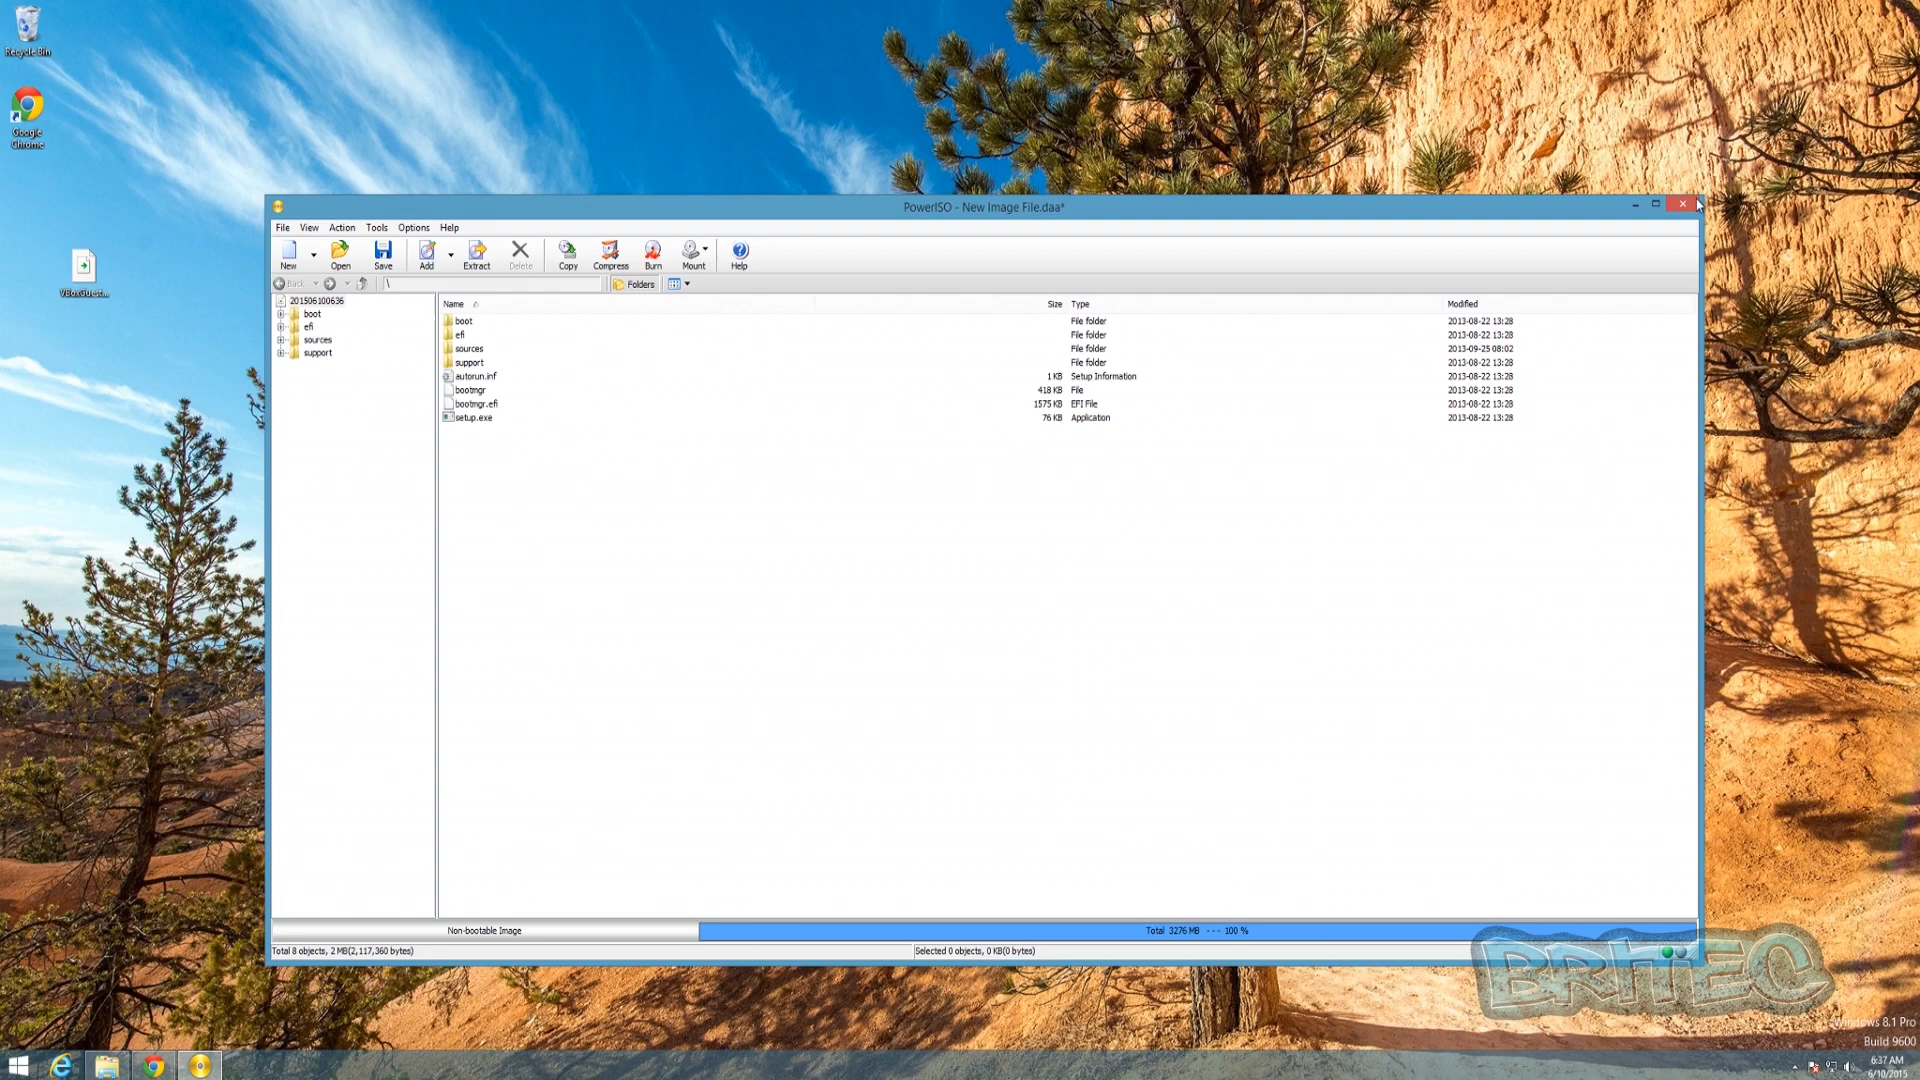 Recycle Bin
Google
Chrome
VBoxGuest...
PowerISO - New Image File.daa*
File View Action Tools Options Help
New Open Save Add Extract Delete Copy Compress Burn Mount Help
Back \ Folders
201506100636
boot
efi
sources
support
Name Size Type Modified
boot File folder 2013-08-22 13:28
efi File folder 2013-08-22 13:28
sources File folder 2013-09-25 08:02
support File folder 2013-08-22 13:28
autorun.inf 1 KB Setup Information 2013-08-22 13:28
bootmgr 418 KB File 2013-08-22 13:28
bootmgr.efi 1575 KB EFI File 2013-08-22 13:28
setup.exe 76 KB Application 2013-08-22 13:28
Non-bootable Image Total 3276 MB --- 100 %
Total 8 objects, 2 MB(2,117,360 bytes) Selected 0 objects, 0 KB(0 bytes)
BRITEC
Windows 8.1 Pro
Build 9600
6:37 AM
6/10/2015